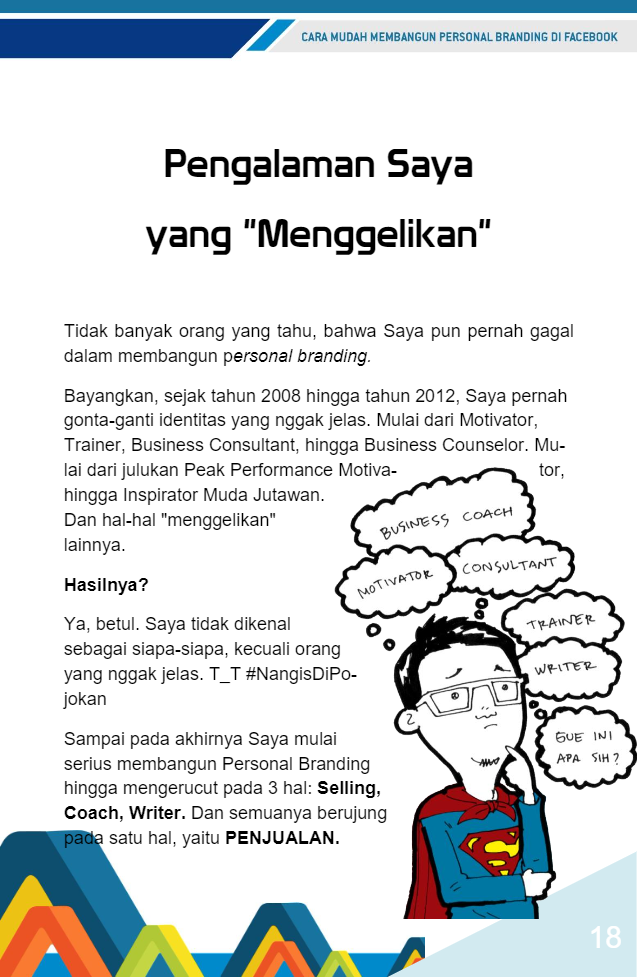 CARA MUDAH MEMBANGUN PERSONAL BRANDING DI FACEBOOK
Pengalaman Saya
yang "Menggelikan"
Tidak banyak orang yang tahu, bahwa Saya pun pernah gagal
dalam membangun personal branding.
Bayangkan, sejak tahun 2008 hingga tahun 2012, Saya pernah
gonta-ganti identitas yang nggak jelas. Mulai dari Motivator,
Trainer, Business Consultant, hingga Business Counselor. Mu-
lai dari julukan Peak Performance Motiva- tor,
hingga Inspirator Muda Jutawan.
Dan hal-hal "menggelikan"
lainnya.
Hasilnya?
Ya, betul. Saya tidak dikenal
sebagai siapa-siapa, kecuali orang
yang nggak jelas. T_T #NangisDiPo-
jokan
Sampai pada akhirnya Saya mulai
serius membangun Personal Branding
hingga mengerucut pada 3 hal: Selling,
Coach, Writer. Dan semuanya berujung
pada satu hal, yaitu PENJUALAN.
BUSINESS COACH
MOTIVATOR
CONSULTANT
TRAINER
WRITER
GUE INI
APA SIH?
18